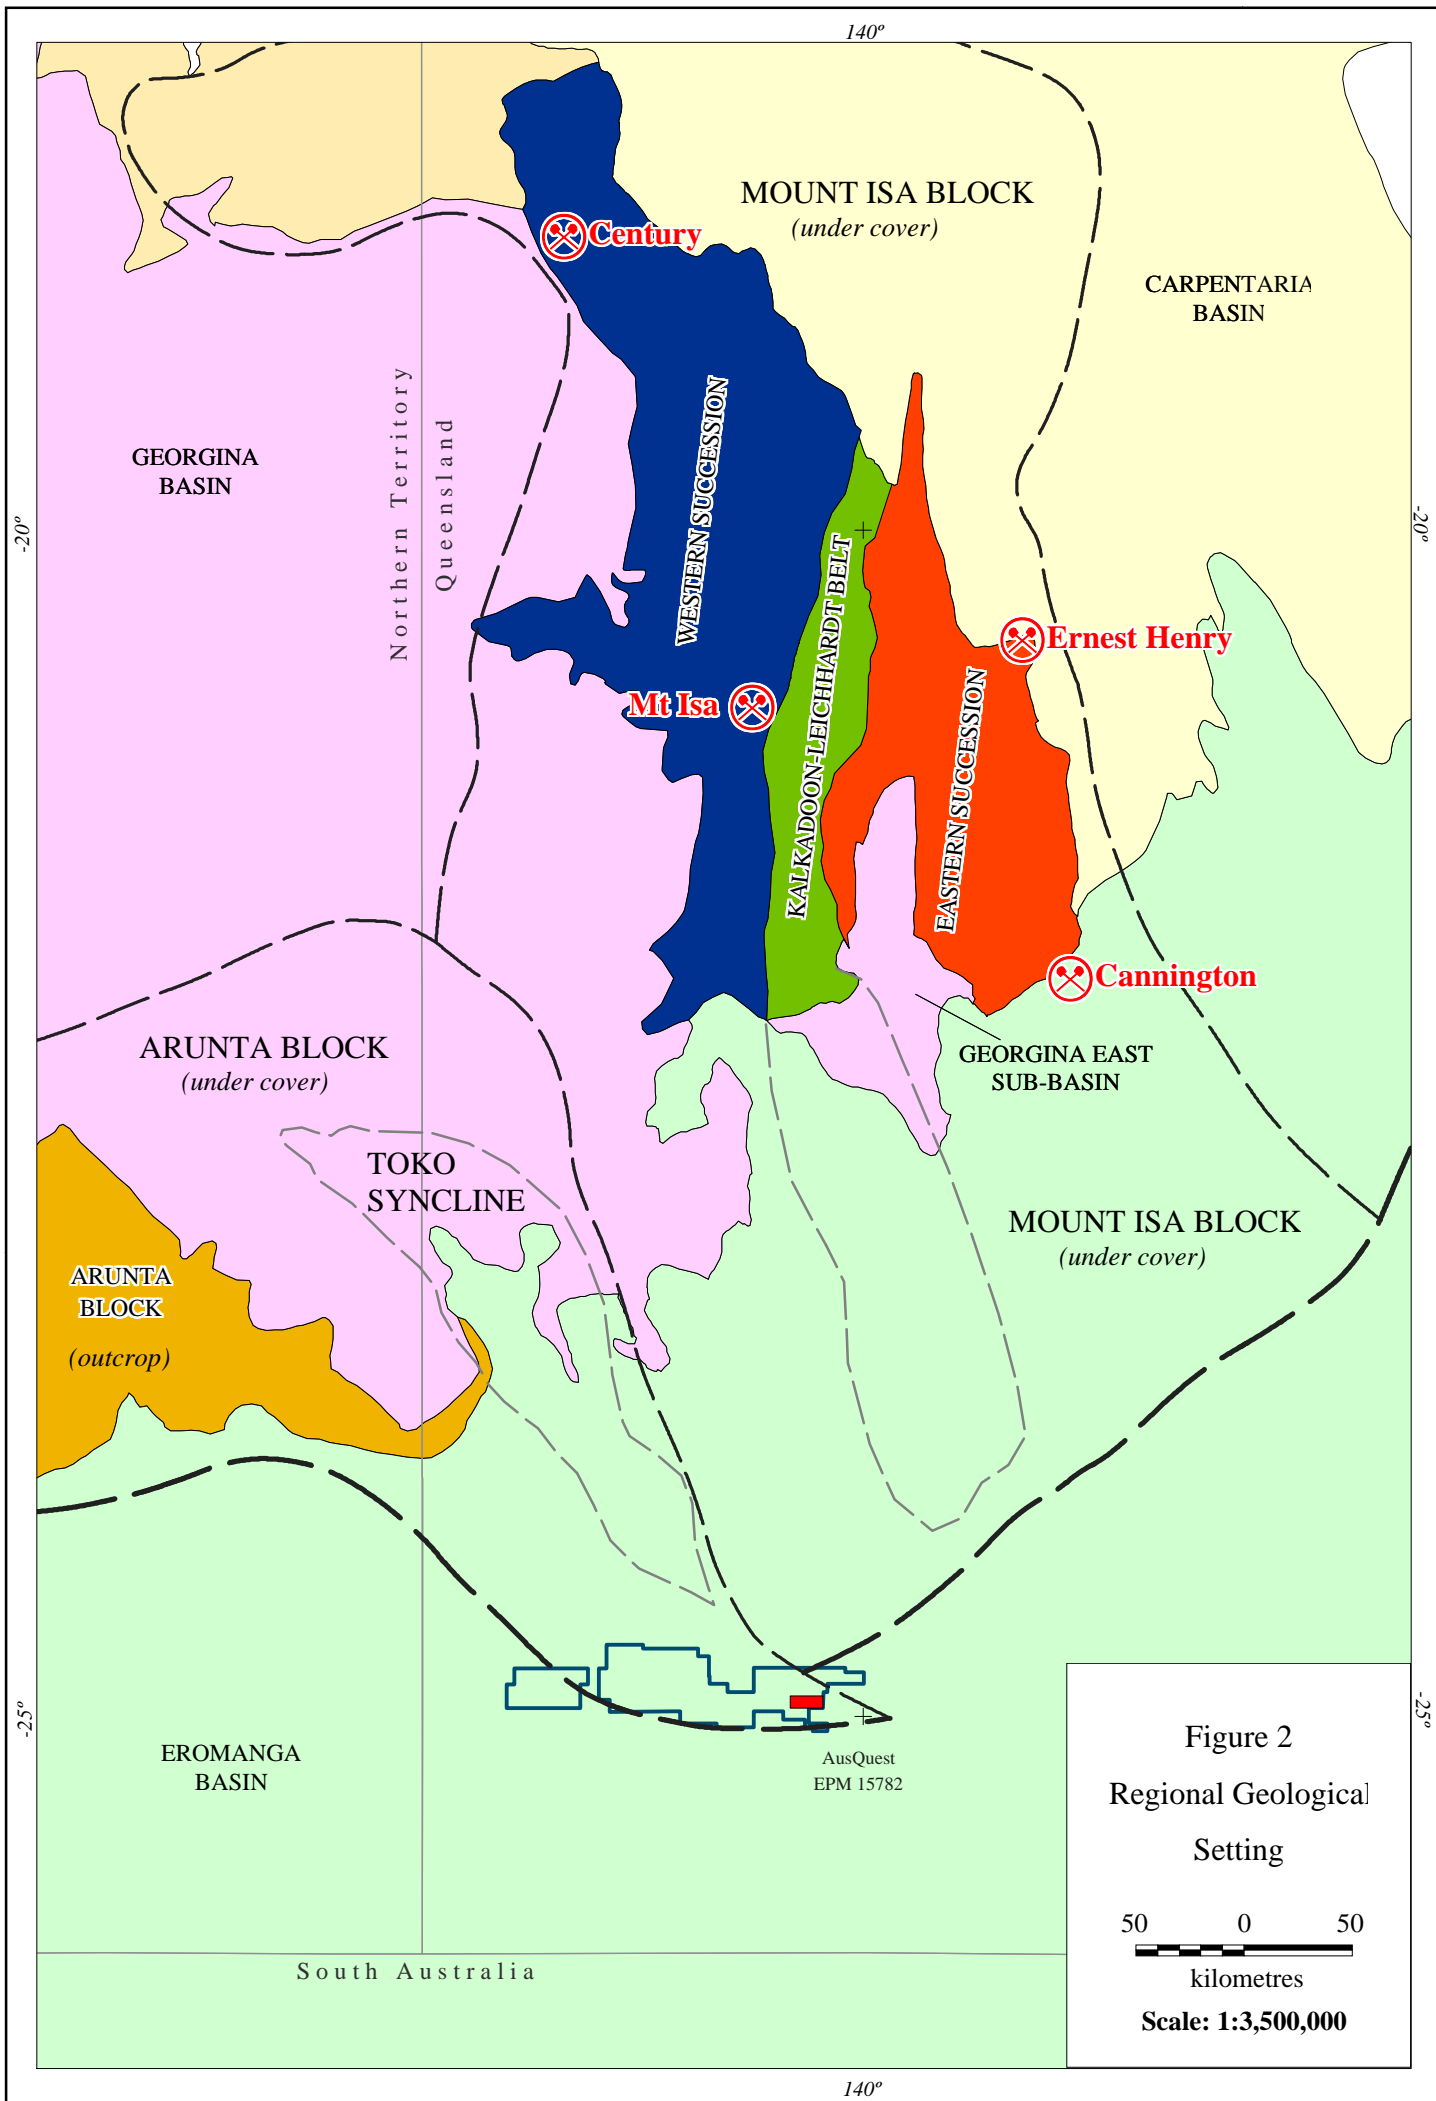 140º
MOUNT ISA BLOCK
(under cover)
Century
CARPENTARIA
BASIN
Northern Territory
Queensland
GEORGINA
BASIN
WESTERN SUCCESSION
-20º
-20º
KALKADOON-LEICHHARDT BELT
Ernest Henry
Mt Isa
EASTERN SUCCESSION
Cannington
ARUNTA BLOCK
(under cover)
GEORGINA EAST
SUB-BASIN
TOKO
SYNCLINE
MOUNT ISA BLOCK
(under cover)
ARUNTA
BLOCK
(outcrop)
-25º
-25º
EROMANGA
BASIN
AusQuest
EPM 15782
Figure 2
Regional Geological
Setting
50 0 50
kilometres
Scale: 1:3,500,000
South Australia
140º